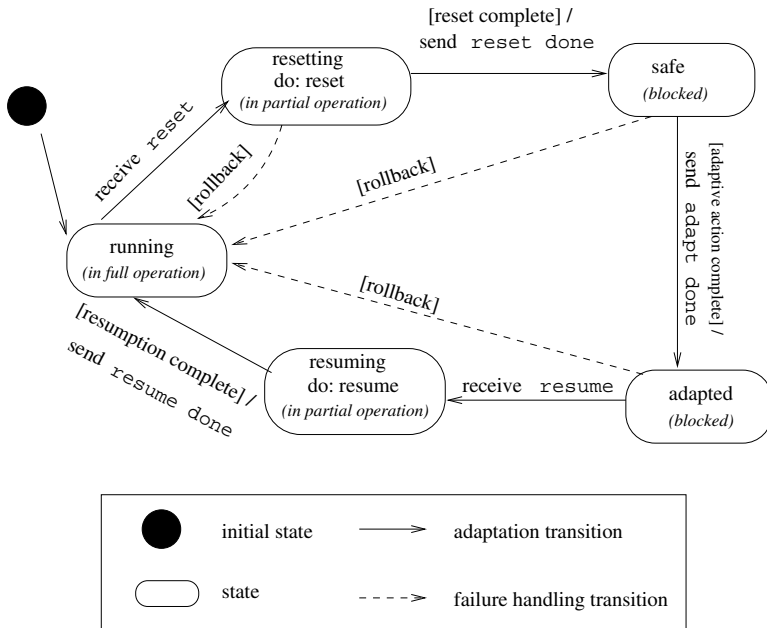 [reset complete] /
send reset done
resetting
do: reset
(in partial operation)
safe
(blocked)
receive reset
[rollback]
[rollback]
[adaptive action complete] /
send adapt done
running
(in full operation)
[rollback]
[resumption complete] /
send resume done
resuming
do: resume
(in partial operation)
receive resume
adapted
(blocked)
initial state
adaptation transition
state
failure handling transition